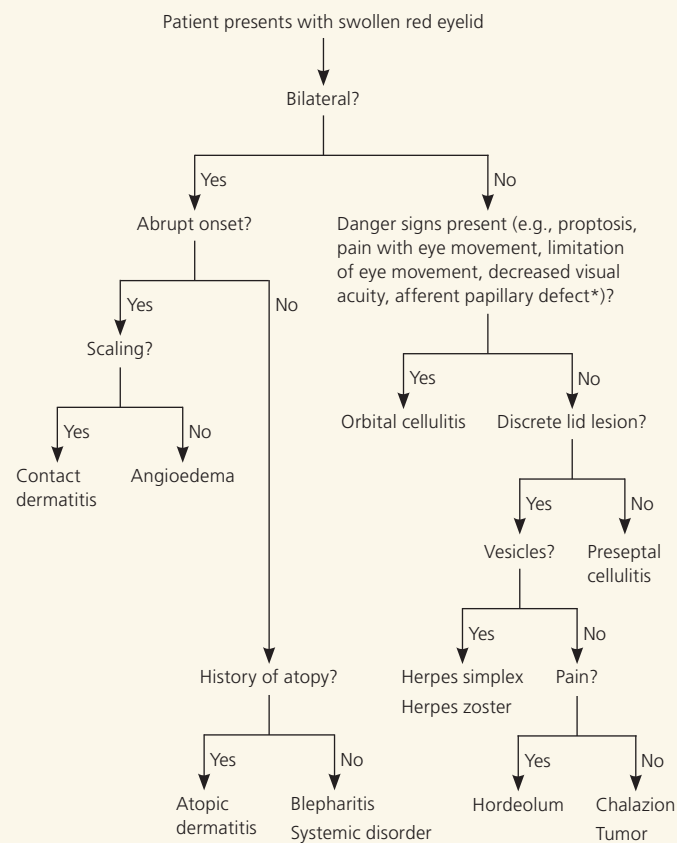 Patient presents with swollen red eyelid
Bilateral?
Yes
No
Abrupt onset?
Danger signs present (e.g., proptosis,
pain with eye movement, limitation
of eye movement, decreased visual
acuity, afferent papillary defect*)?
Yes
No
Scaling?
Yes
No
Orbital cellulitis
Discrete lid lesion?
Yes
No
Contact
dermatitis
Angioedema
Yes
No
Vesicles?
Preseptal
cellulitis
Yes
No
History of atopy?
Herpes simplex
Herpes zoster
Pain?
Yes
No
Yes
No
Atopic
dermatitis
Blepharitis
Systemic disorder
Hordeolum
Chalazion
Tumor